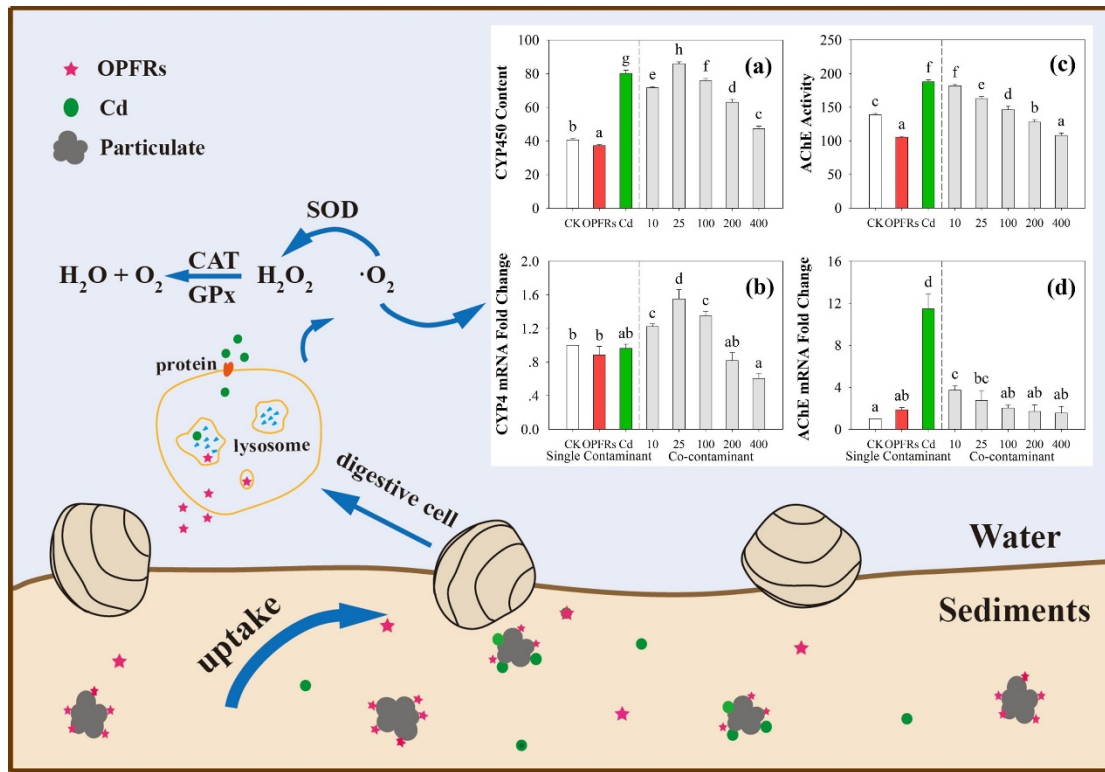 OPFRs
Cd
Particulate
SOD
H2O + O2
CAT
GPx
H2O2
·O2
protein
lysosome
digestive cell
uptake
Water
Sediments
(a)
CYP450 Content
100
80
60
40
20
0
b
a
g
e
h
f
d
c
CK OPFRs Cd 10 25 100 200 400
(c)
AChE Activity
250
200
150
100
50
0
c
a
f
f
e
d
b
a
CK OPFRs Cd 10 25 100 200 400
(b)
CYP4 mRNA Fold Change
2.0
1.6
1.2
.8
.4
0.0
b
b
ab
c
d
c
ab
a
CK OPFRs Cd 10 25 100 200 400
Single Contaminant Co-contaminant
(d)
AChE mRNA Fold Change
16
12
8
4
0
a
ab
d
c
bc
ab
ab
ab
CK OPFRs Cd 10 25 100 200 400
Single Contaminant Co-contaminant